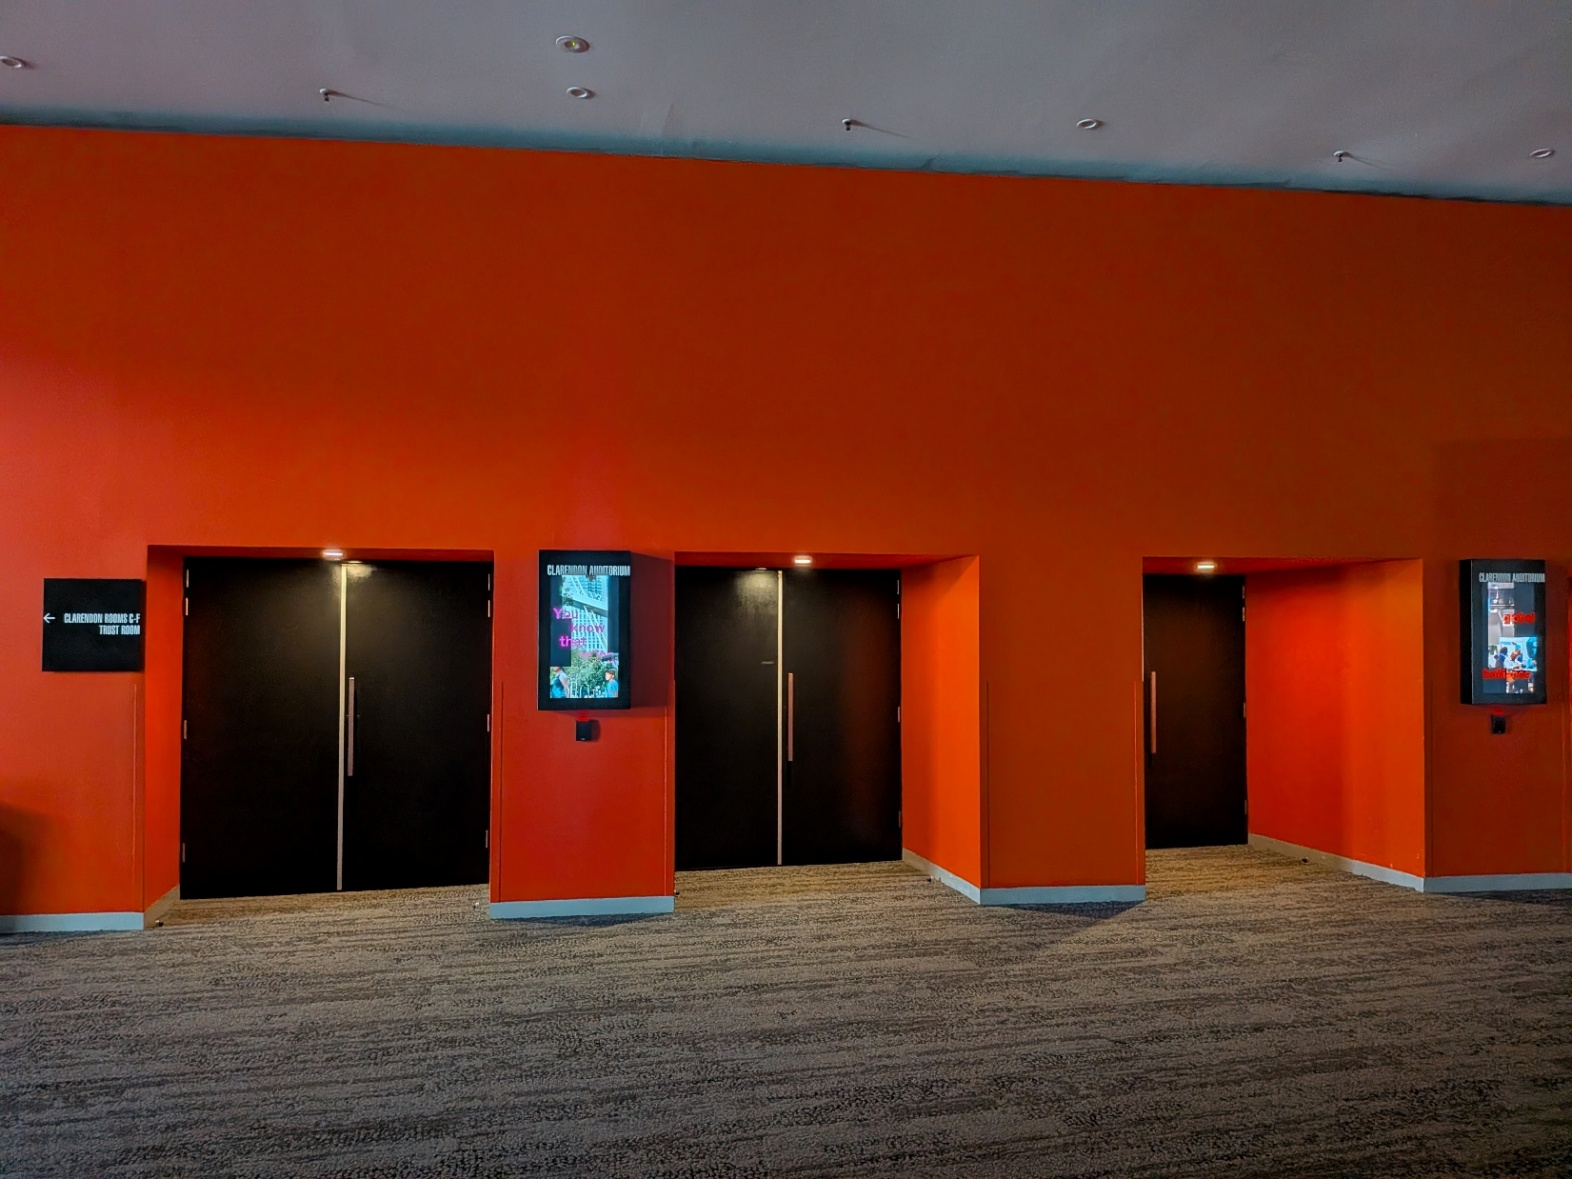 ← CLARENDON ROOMS C-F
TRUST ROOM
CLARENDON AUDITORIUM
You
know
that
CLARENDON AUDITORIUM